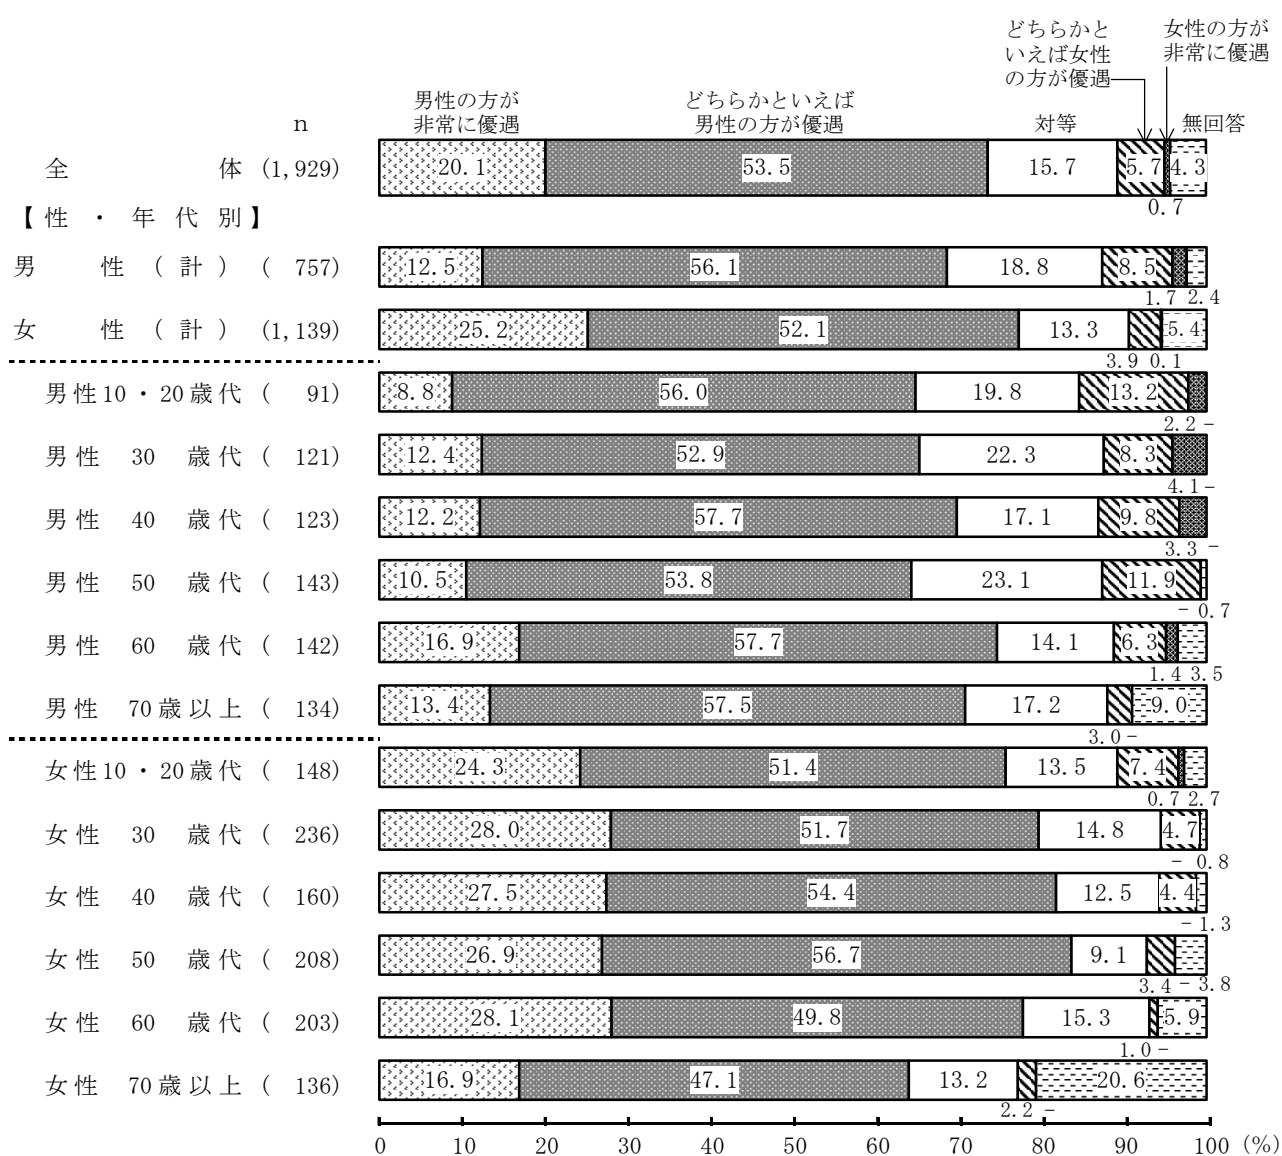 どちらかと
いえば女性
の方が優遇
女性の方が
非常に優遇
男性の方が
非常に優遇
どちらかといえば
男性の方が優遇
対等
無回答
n
全体 (1,929) 20.1 53.5 15.7 5.7 4.3
0.7
【性・年代別】
男性(計) ( 757) 12.5 56.1 18.8 8.5
1.7 2.4
女性(計) (1,139) 25.2 52.1 13.3 5.4
3.9 0.1
男性10・20歳代 ( 91) 8.8 56.0 19.8 13.2
2.2 -
男性 30 歳代 ( 121) 12.4 52.9 22.3 8.3
4.1 -
男性 40 歳代 ( 123) 12.2 57.7 17.1 9.8
3.3 -
男性 50 歳代 ( 143) 10.5 53.8 23.1 11.9
- 0.7
男性 60 歳代 ( 142) 16.9 57.7 14.1 6.3
1.4 3.5
男性 70歳以上 ( 134) 13.4 57.5 17.2 9.0
3.0 -
女性10・20歳代 ( 148) 24.3 51.4 13.5 7.4
0.7 2.7
女性 30 歳代 ( 236) 28.0 51.7 14.8 4.7
- 0.8
女性 40 歳代 ( 160) 27.5 54.4 12.5 4.4
- 1.3
女性 50 歳代 ( 208) 26.9 56.7 9.1
3.4 - 3.8
女性 60 歳代 ( 203) 28.1 49.8 15.3 5.9
1.0 -
女性 70歳以上 ( 136) 16.9 47.1 13.2 20.6
2.2 -
0 10 20 30 40 50 60 70 80 90 100 (%)